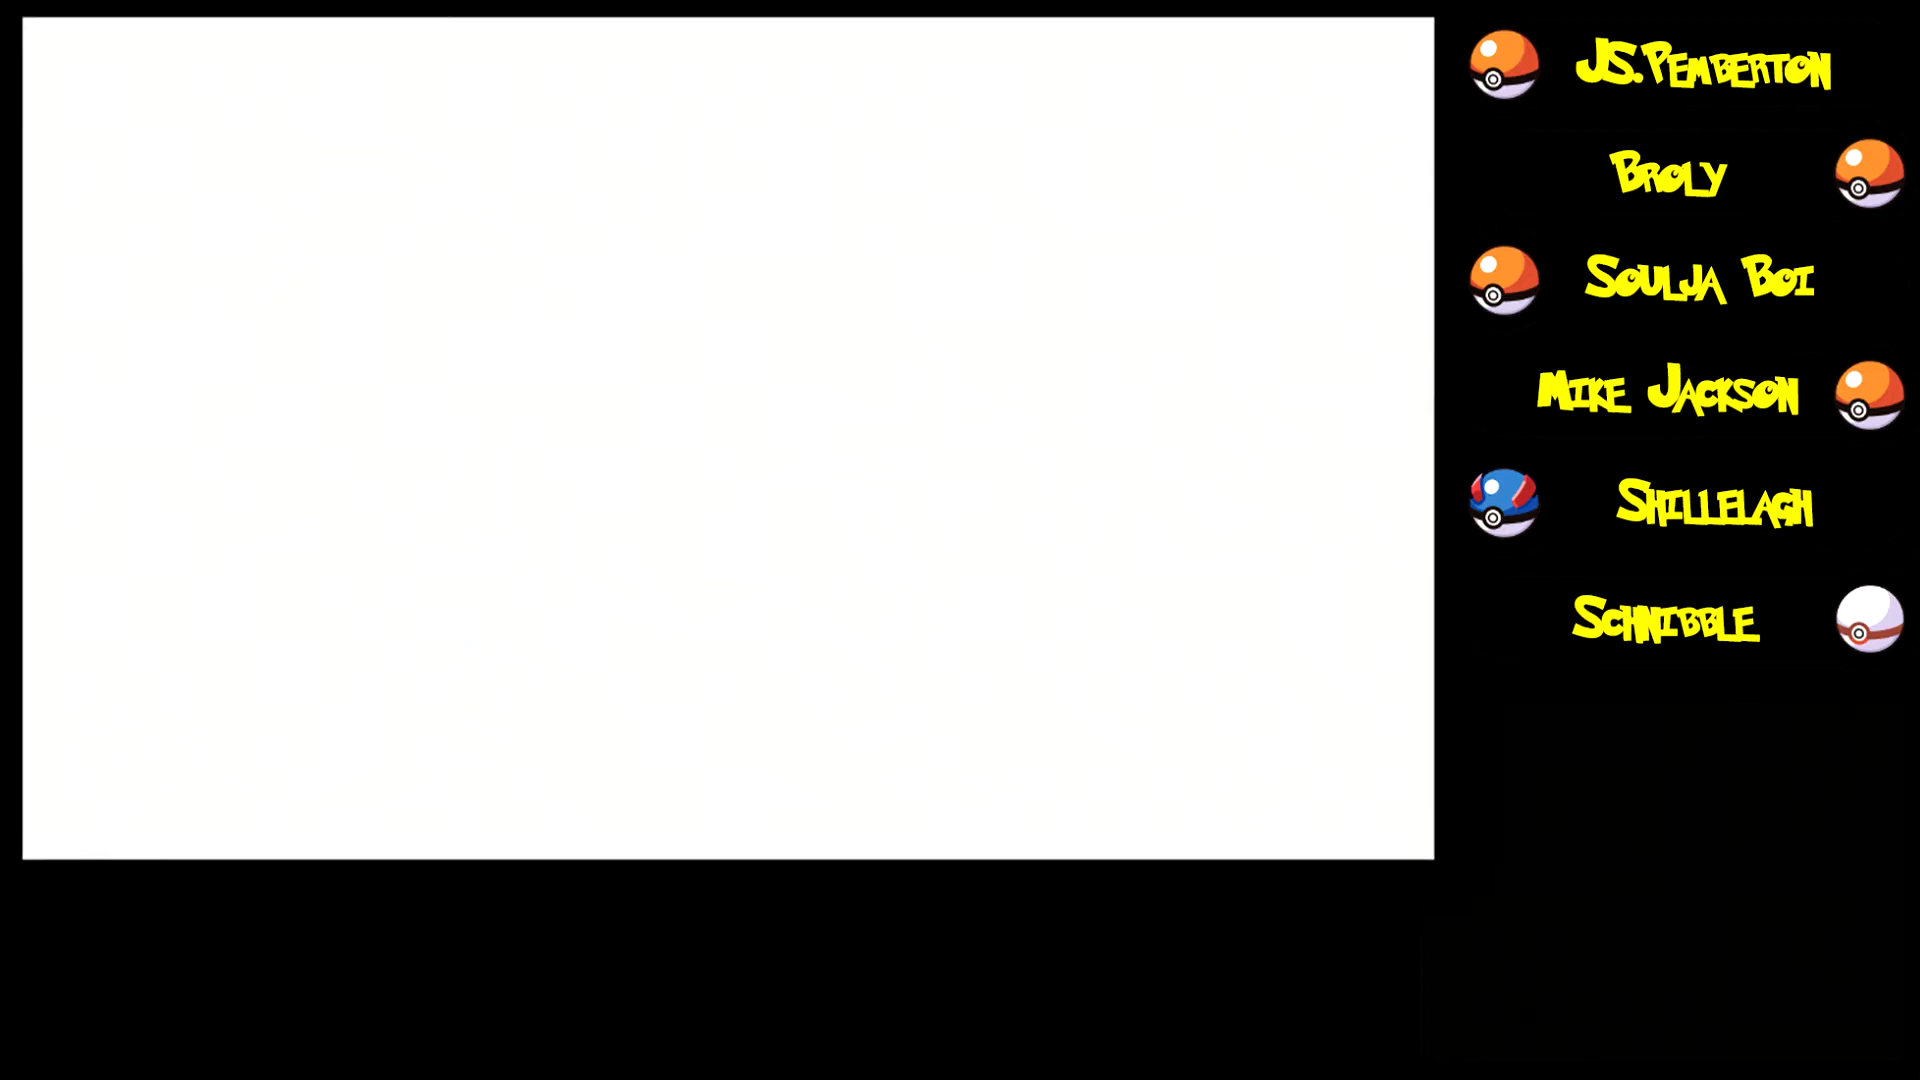 JS.Pemberton
Broly
Soulja Boi
Mike Jackson
Shillelagh
Schnibble